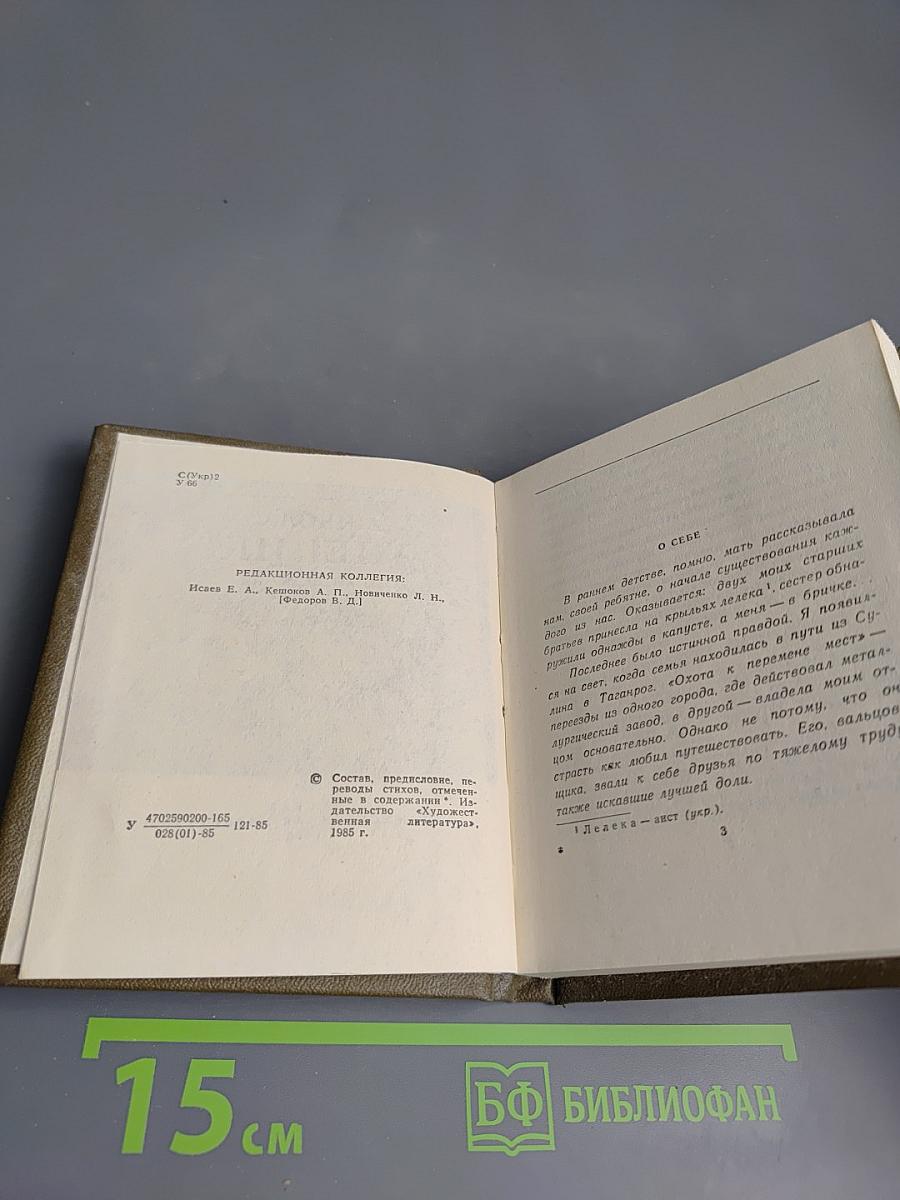 С(Укр)2
У 66
РЕДАКЦИОННАЯ КОЛЛЕГИЯ:
Исаев Е. А., Кешоков А. П., Новиченко Л. Н.,
[Федоров В. Д.]
© Состав, предисловие, пе-
реводы стихов, отмечен-
ные в содержании *. Из-
дательство «Художест-
венная литература»,
1985 г.
У 4702590200-165
028(01)-85 121-85
О СЕБЕ
В раннем детстве, помню, мать рассказывала
нам, своей ребятне, о начале существования каж-
дого из нас. Оказывается: двух моих старших
братьев принесла на крыльях лелека 1, сестер обна-
ружили однажды в капусте, а меня — в бричке.
Последнее было истинной правдой. Я появил-
ся на свет, когда семья находилась в пути из Су-
лина в Таганрог. «Охота к перемене мест» —
переезды из одного города, где действовал метал-
лургический завод, в другой — владела моим от-
цом основательно. Однако не потому, что он
страсть как любил путешествовать. Его, вальцов-
щика, звали к себе друзья по тяжелому труду,
также искавшие лучшей доли.
1 Лелека — аист (укр.).
3
*
15 см
БФ БИБЛИОФАН